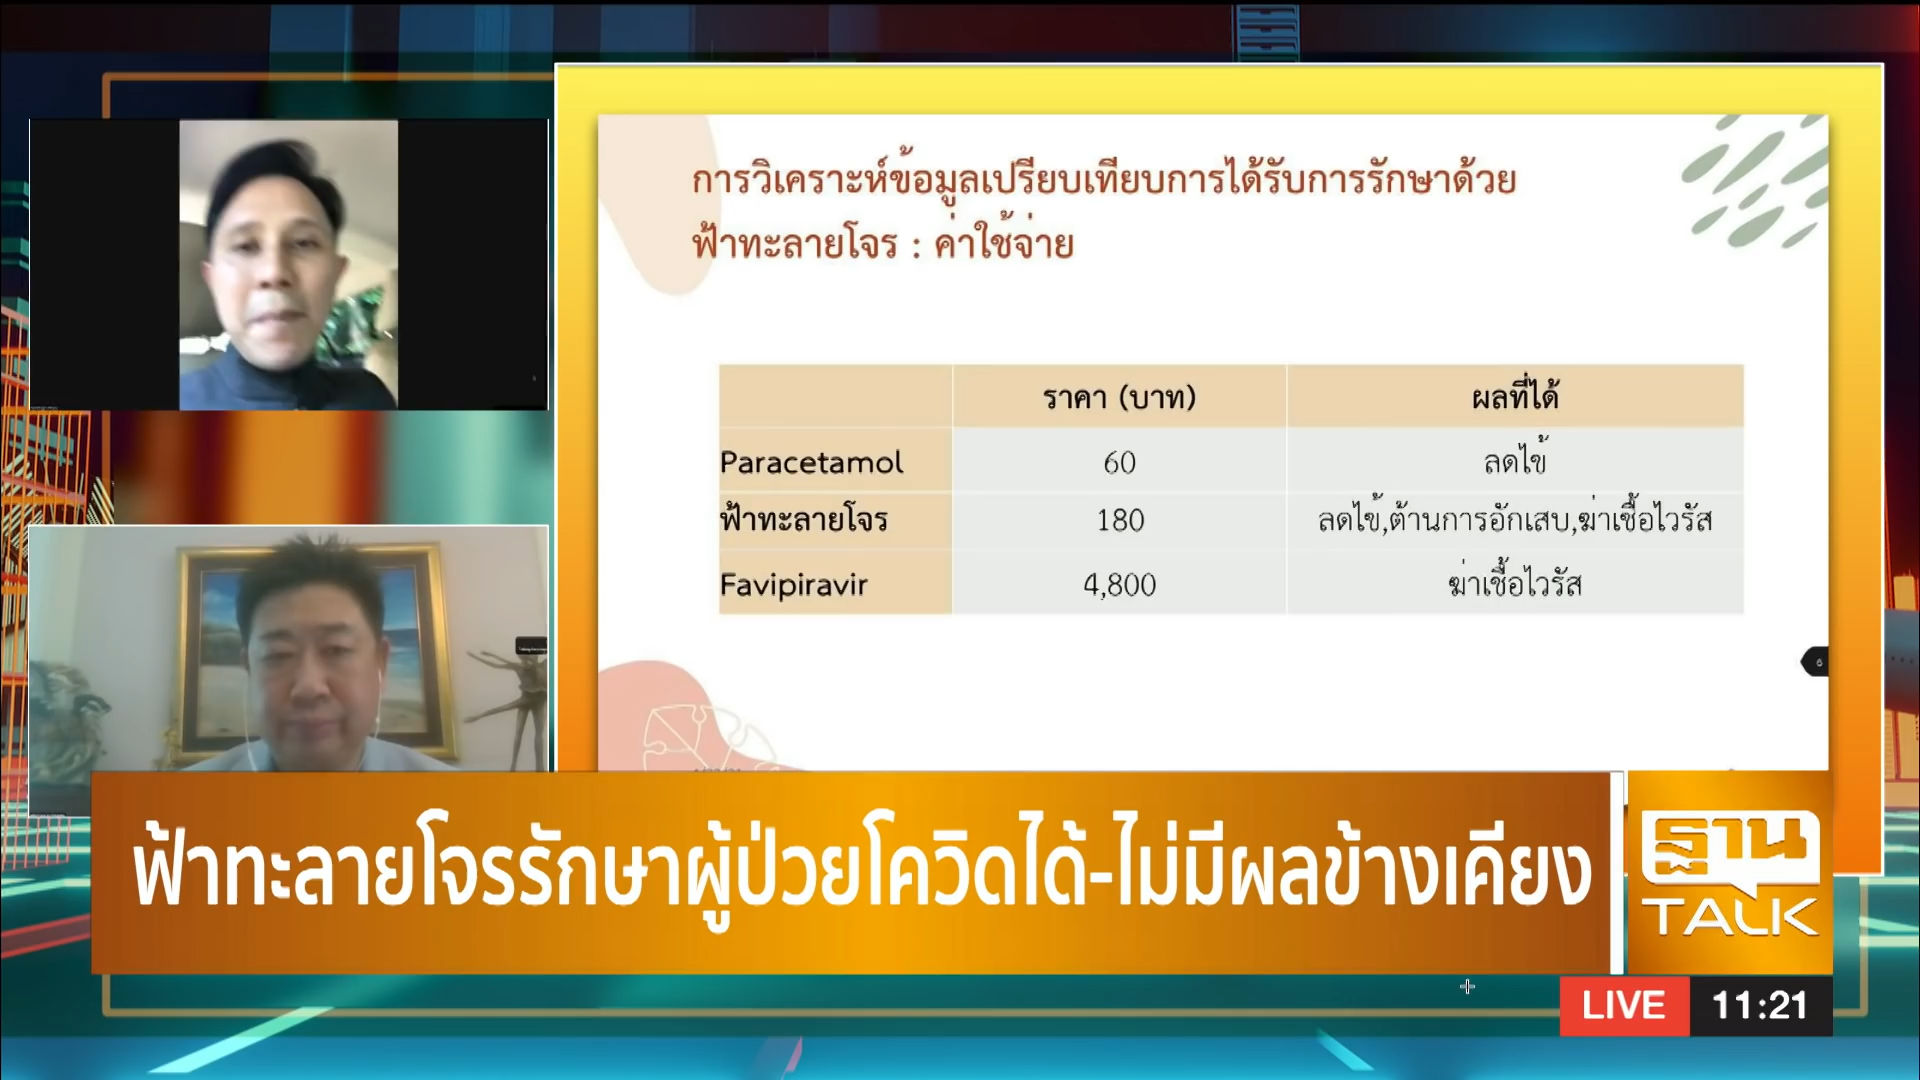 การวิเคราะห์ข้อมูลเปรียบเทียบการได้รับการรักษาด้วย
ฟ้าทะลายโจร : ค่าใช้จ่าย
ราคา (บาท) ผลที่ได้
Paracetamol 60 ลดไข้
ฟ้าทะลายโจร 180 ลดไข้,ต้านการอักเสบ,ฆ่าเชื้อไวรัส
Favipiravir 4,800 ฆ่าเชื้อไวรัส
6
ฟ้าทะลายโจรรักษาผู้ป่วยโควิดได้-ไม่มีผลข้างเคียง
ฐาน
TALK
LIVE 11:21